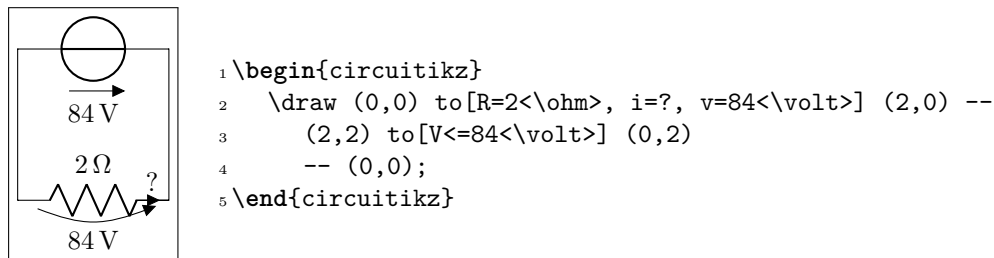 84 V
2 Ω
?
84 V
1 \begin{circuitikz}
2 \draw (0,0) to[R=2<\ohm>, i=?, v=84<\volt>] (2,0) --
3 (2,2) to[V<=84<\volt>] (0,2)
4 -- (0,0);
5 \end{circuitikz}